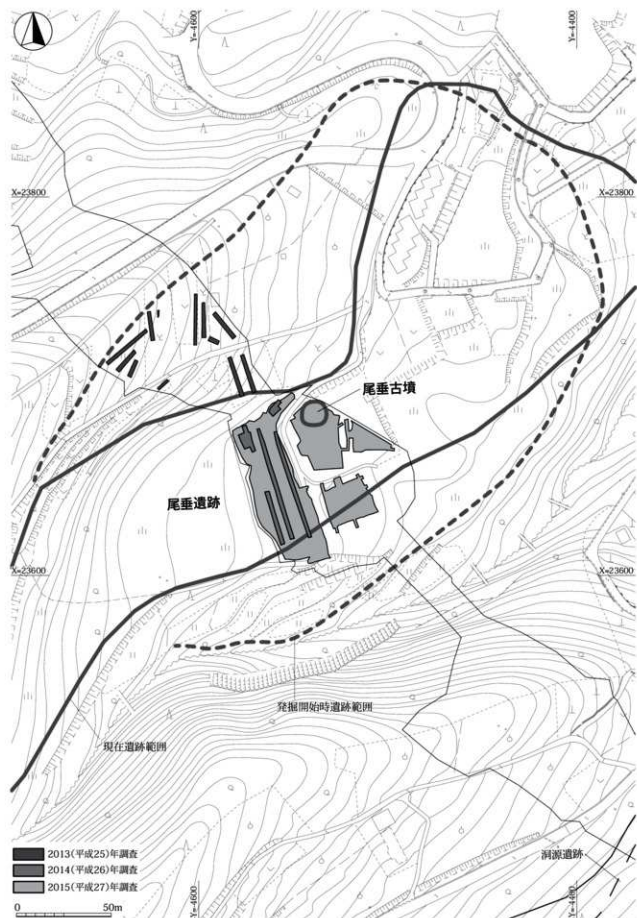 Y=-4600
Y=-4400
X=23800
X=23800
尾垂古墳
尾垂遺跡
X=23600
X=23600
発掘開始時遺跡範囲
現在遺跡範囲
2013(平成25)年調査
2014(平成26)年調査
2015(平成27)年調査
0 50m
Y=-4600
Y=-4400
洞源遺跡